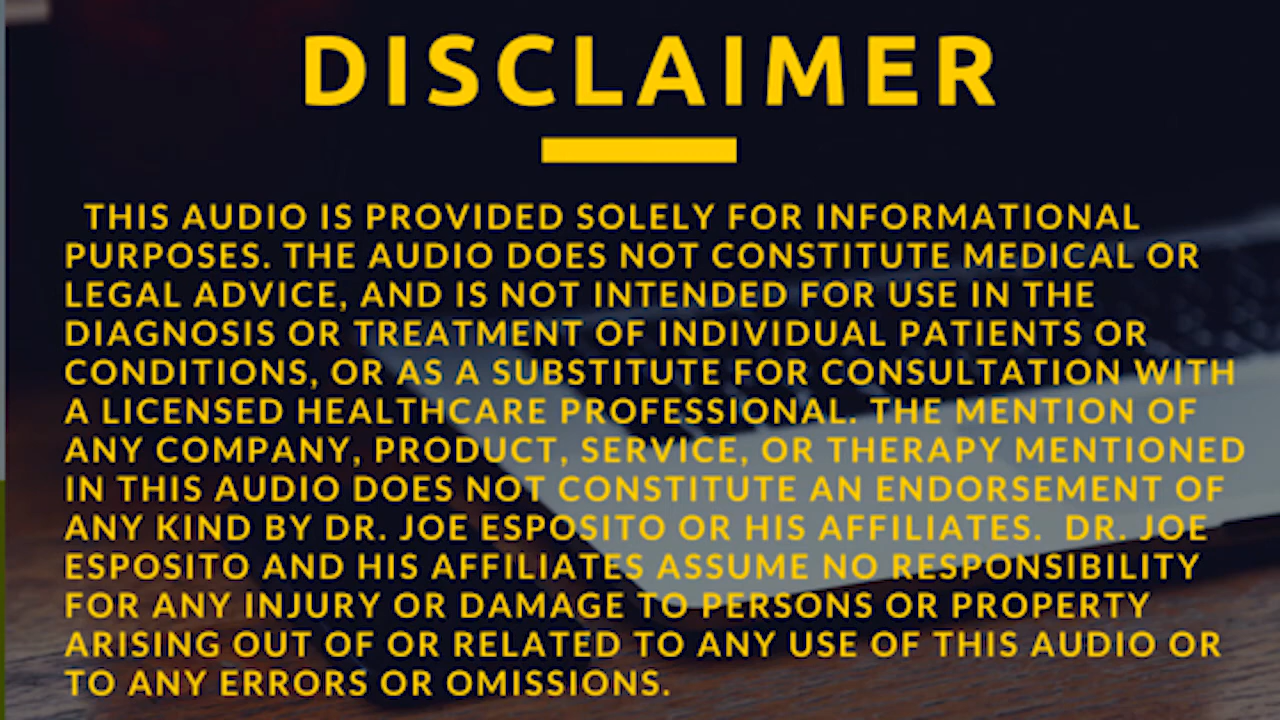 DISCLAIMER
THIS AUDIO IS PROVIDED SOLELY FOR INFORMATIONAL
PURPOSES. THE AUDIO DOES NOT CONSTITUTE MEDICAL OR
LEGAL ADVICE, AND IS NOT INTENDED FOR USE IN THE
DIAGNOSIS OR TREATMENT OF INDIVIDUAL PATIENTS OR
CONDITIONS, OR AS A SUBSTITUTE FOR CONSULTATION WITH
A LICENSED HEALTHCARE PROFESSIONAL. THE MENTION OF
ANY COMPANY, PRODUCT, SERVICE, OR THERAPY MENTIONED
IN THIS AUDIO DOES NOT CONSTITUTE AN ENDORSEMENT OF
ANY KIND BY DR. JOE ESPOSITO OR HIS AFFILIATES.  DR. JOE
ESPOSITO AND HIS AFFILIATES ASSUME NO RESPONSIBILITY
FOR ANY INJURY OR DAMAGE TO PERSONS OR PROPERTY
ARISING OUT OF OR RELATED TO ANY USE OF THIS AUDIO OR
TO ANY ERRORS OR OMISSIONS.